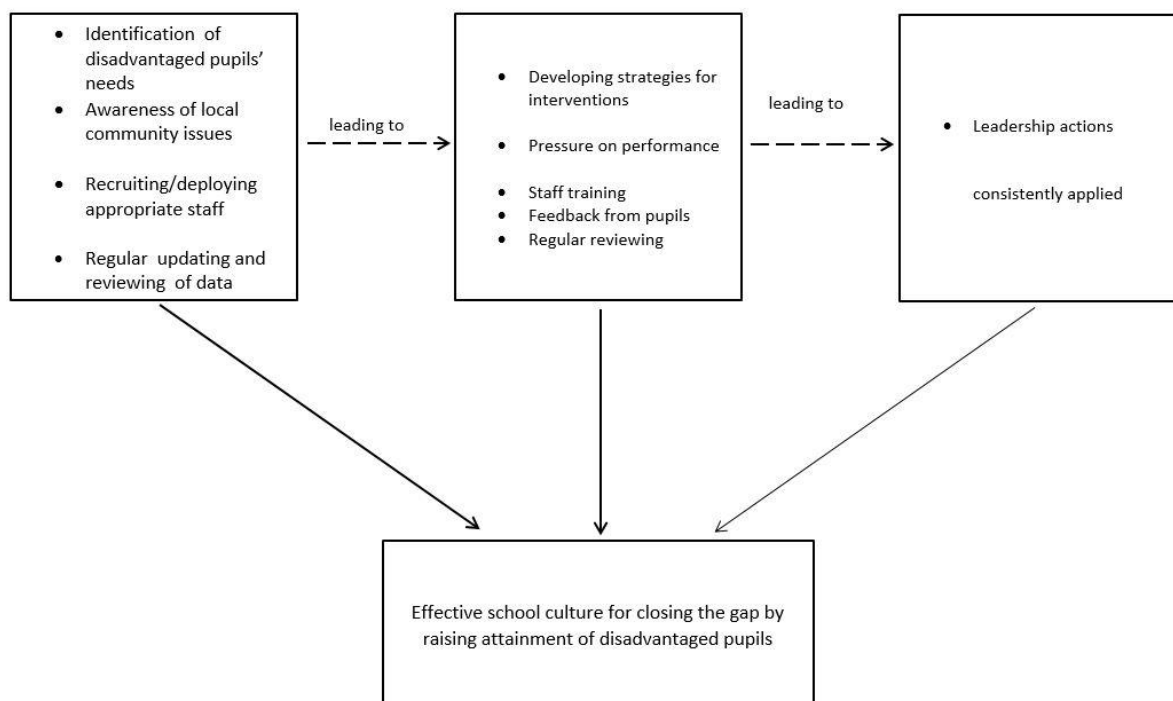 • Identification of
disadvantaged pupils’
needs
• Awareness of local
community issues
• Recruiting/deploying
appropriate staff
• Regular updating and
reviewing of data
leading to
• Developing strategies for
interventions
• Pressure on performance
• Staff training
• Feedback from pupils
• Regular reviewing
leading to
• Leadership actions
consistently applied
Effective school culture for closing the gap by
raising attainment of disadvantaged pupils